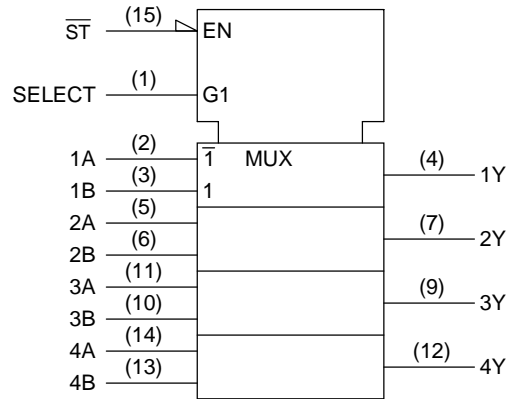 S̅T̅ (15) EN
SELECT (1) G1
1A (2) 1̅ MUX (4) 1Y
1B (3) 1
2A (5) (7) 2Y
2B (6)
3A (11) (9) 3Y
3B (10)
4A (14) (12) 4Y
4B (13)